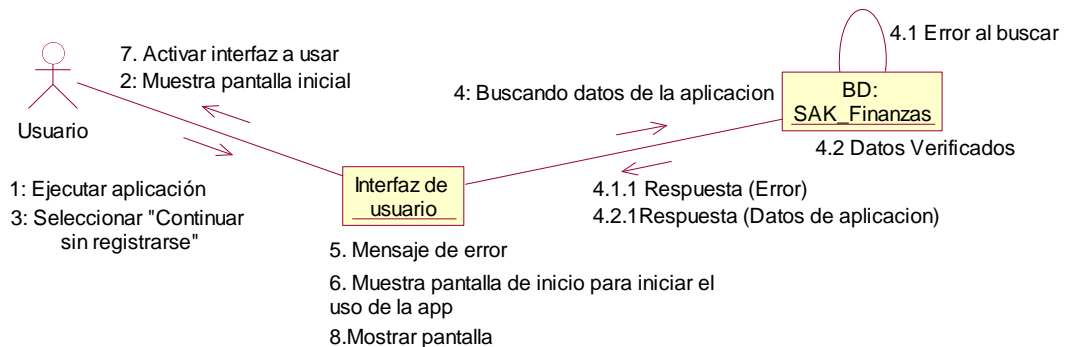 7. Activar interfaz a usar
2: Muestra pantalla inicial
Usuario
1: Ejecutar aplicación
3: Seleccionar "Continuar
sin registrarse"
Interfaz de
usuario
5. Mensaje de error
6. Muestra pantalla de inicio para iniciar el
uso de la app
8.Mostrar pantalla
4: Buscando datos de la aplicacion
4.1 Error al buscar
BD:
SAK_Finanzas
4.2 Datos Verificados
4.1.1 Respuesta (Error)
4.2.1Respuesta (Datos de aplicacion)